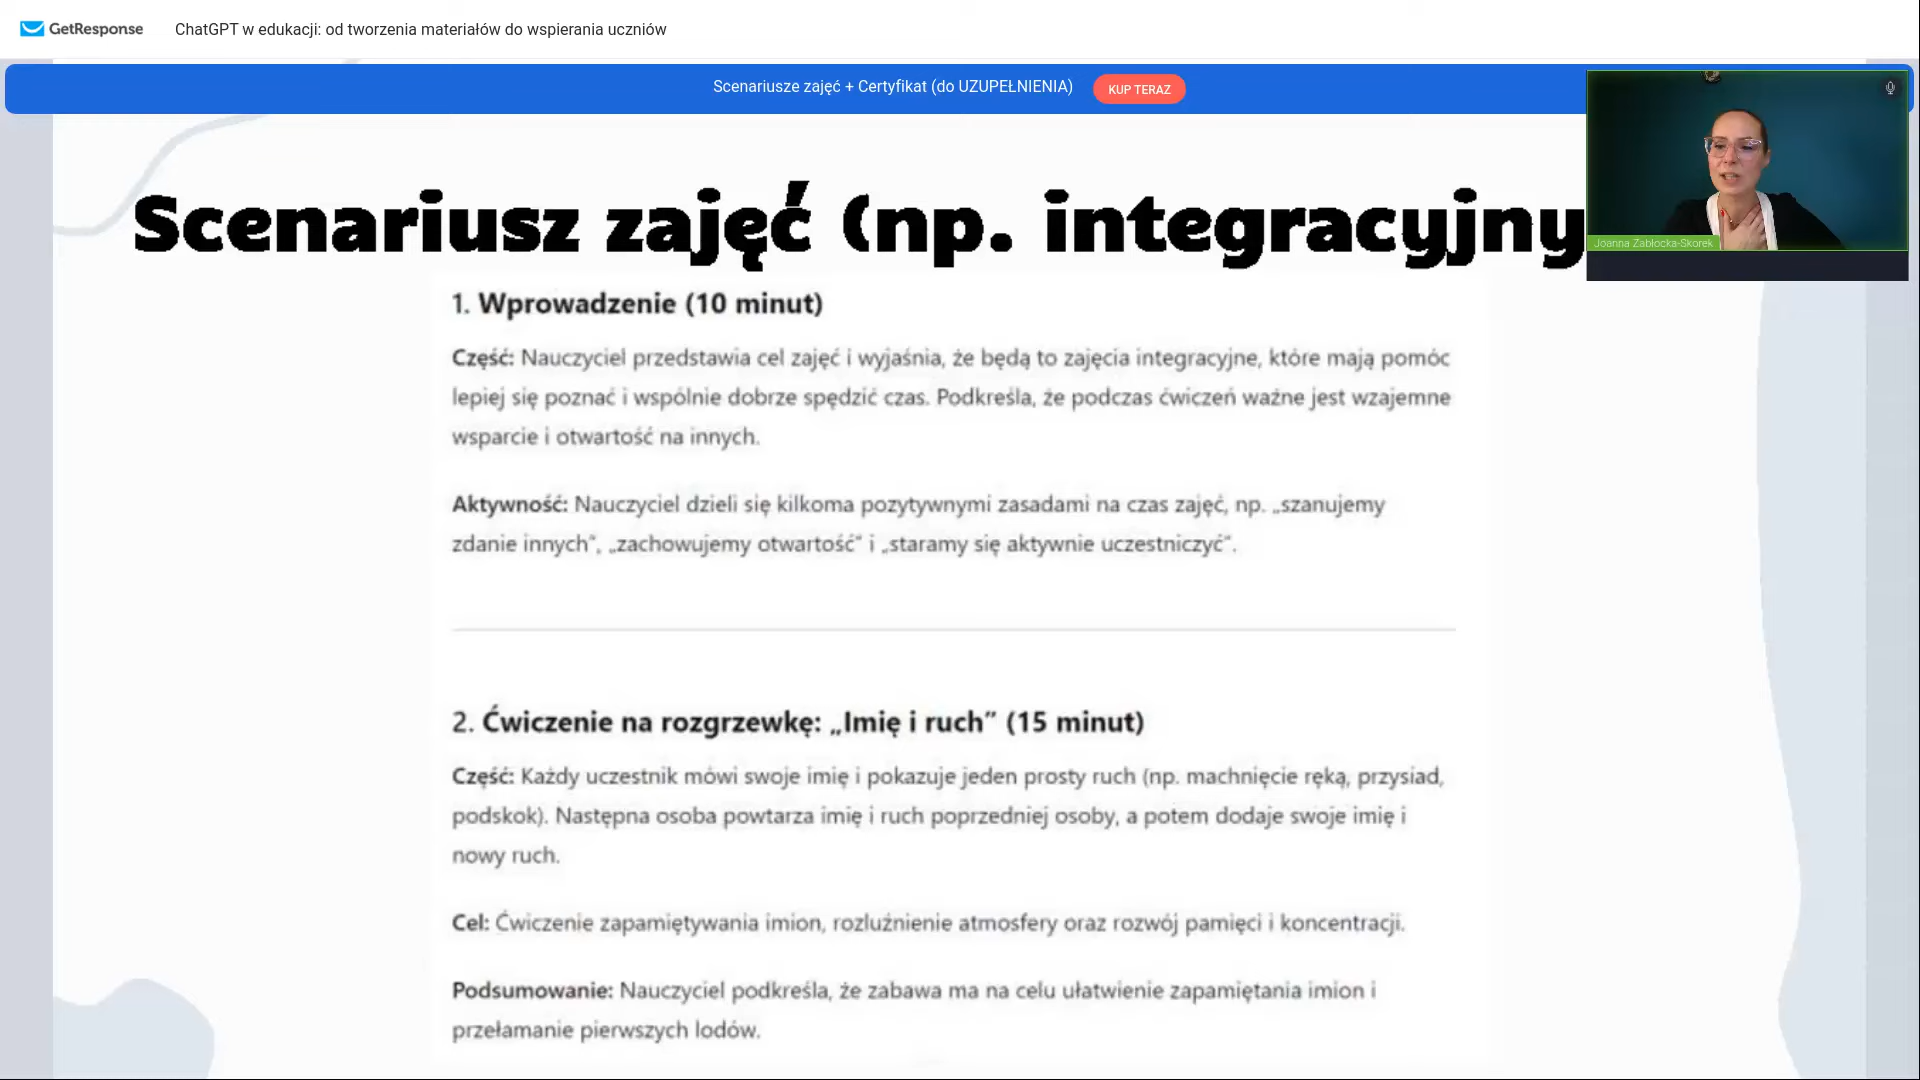 GetResponse
ChatGPT w edukacji: od tworzenia materiałów do wspierania uczniów
Scenariusze zajęć + Certyfikat (do UZUPEŁNIENIA)
KUP TERAZ
Joanna Zabłocka-Skorek
Scenariusz zajęć (np. integracyjny
1. Wprowadzenie (10 minut)
Część: Nauczyciel przedstawia cel zajęć i wyjaśnia, że będą to zajęcia integracyjne, które mają pomóc
lepiej się poznać i wspólnie dobrze spędzić czas. Podkreśla, że podczas ćwiczeń ważne jest wzajemne
wsparcie i otwartość na innych.
Aktywność: Nauczyciel dzieli się kilkoma pozytywnymi zasadami na czas zajęć, np. „szanujemy
zdanie innych”, „zachowujemy otwartość” i „staramy się aktywnie uczestniczyć”.
2. Ćwiczenie na rozgrzewkę: „Imię i ruch” (15 minut)
Część: Każdy uczestnik mówi swoje imię i pokazuje jeden prosty ruch (np. machnięcie ręką, przysiad,
podskok). Następna osoba powtarza imię i ruch poprzedniej osoby, a potem dodaje swoje imię i
nowy ruch.
Cel: Ćwiczenie zapamiętywania imion, rozluźnienie atmosfery oraz rozwój pamięci i koncentracji.
Podsumowanie: Nauczyciel podkreśla, że zabawa ma na celu ułatwienie zapamiętania imion i
przełamanie pierwszych lodów.